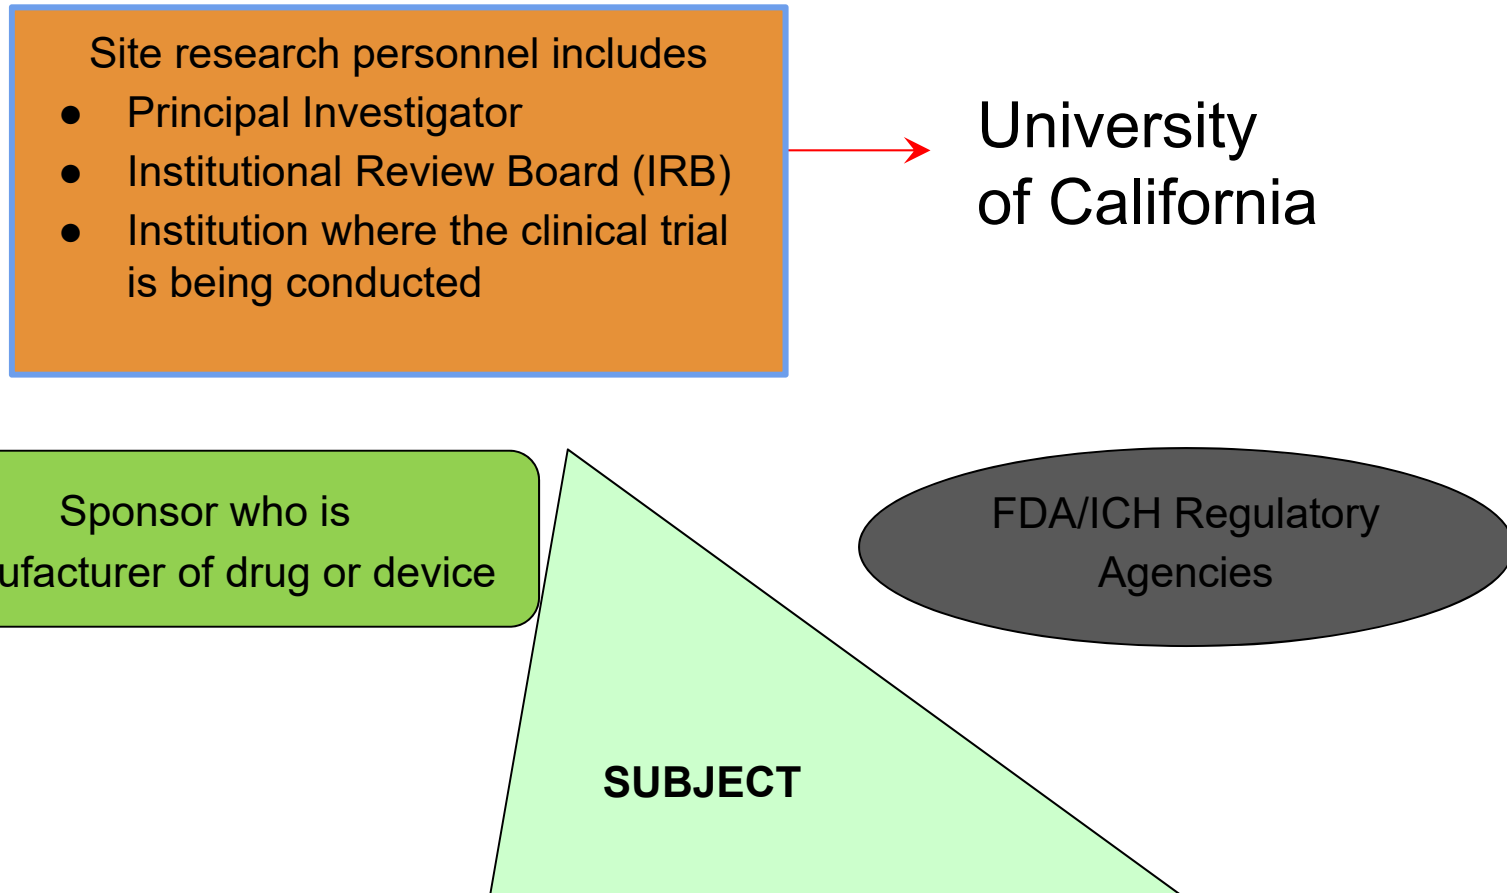 Site research personnel includes
● Principal Investigator
● Institutional Review Board (IRB)
● Institution where the clinical trial
is being conducted
University
of California
Sponsor who is
ufacturer of drug or device
FDA/ICH Regulatory
Agencies
SUBJECT